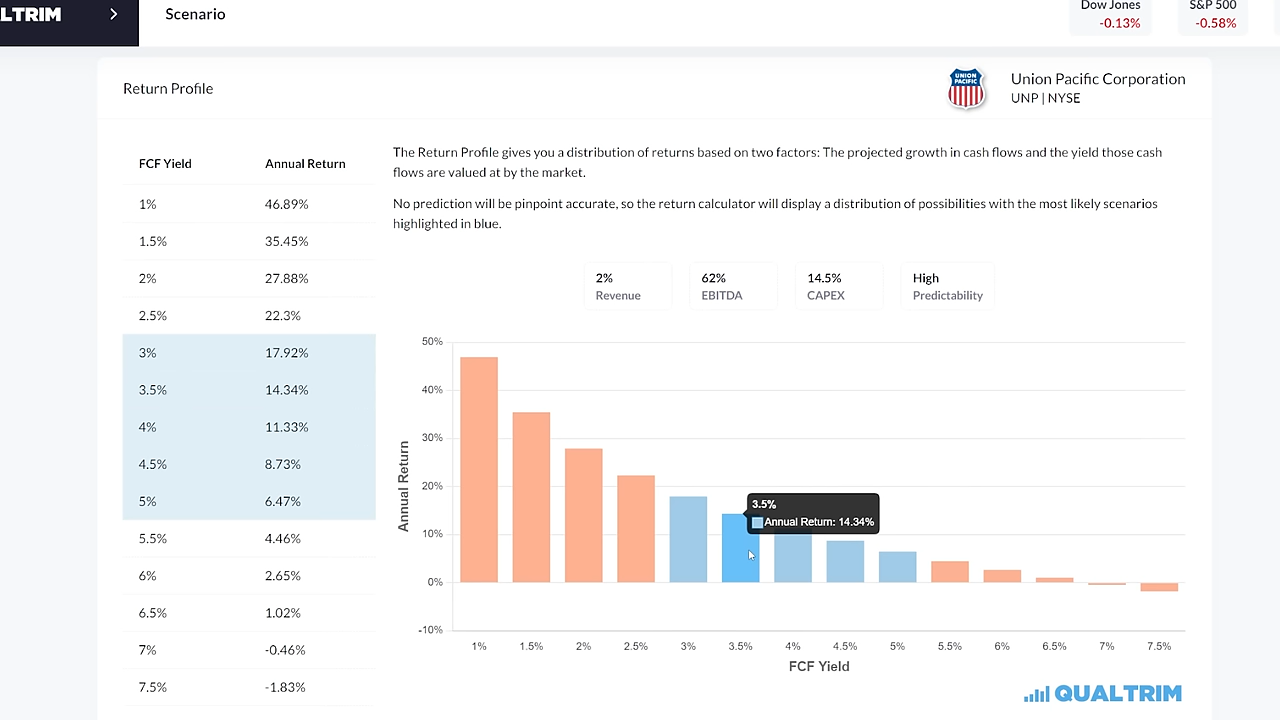 LTRIM
Scenario
Dow Jones
-0.13%
S&P 500
-0.58%
Return Profile
UNION
PACIFIC
Union Pacific Corporation
UNP | NYSE
FCF Yield Annual Return
1% 46.89%
1.5% 35.45%
2% 27.88%
2.5% 22.3%
3% 17.92%
3.5% 14.34%
4% 11.33%
4.5% 8.73%
5% 6.47%
5.5% 4.46%
6% 2.65%
6.5% 1.02%
7% -0.46%
7.5% -1.83%
The Return Profile gives you a distribution of returns based on two factors: The projected growth in cash flows and the yield those cash
flows are valued at by the market.
No prediction will be pinpoint accurate, so the return calculator will display a distribution of possibilities with the most likely scenarios
highlighted in blue.
2%
Revenue
62%
EBITDA
14.5%
CAPEX
High
Predictability
50%
40%
30%
20%
10%
0%
-10%
Annual Return
3.5%
Annual Return: 14.34%
1% 1.5% 2% 2.5% 3% 3.5% 4% 4.5% 5% 5.5% 6% 6.5% 7% 7.5%
FCF Yield
QUALTRIM